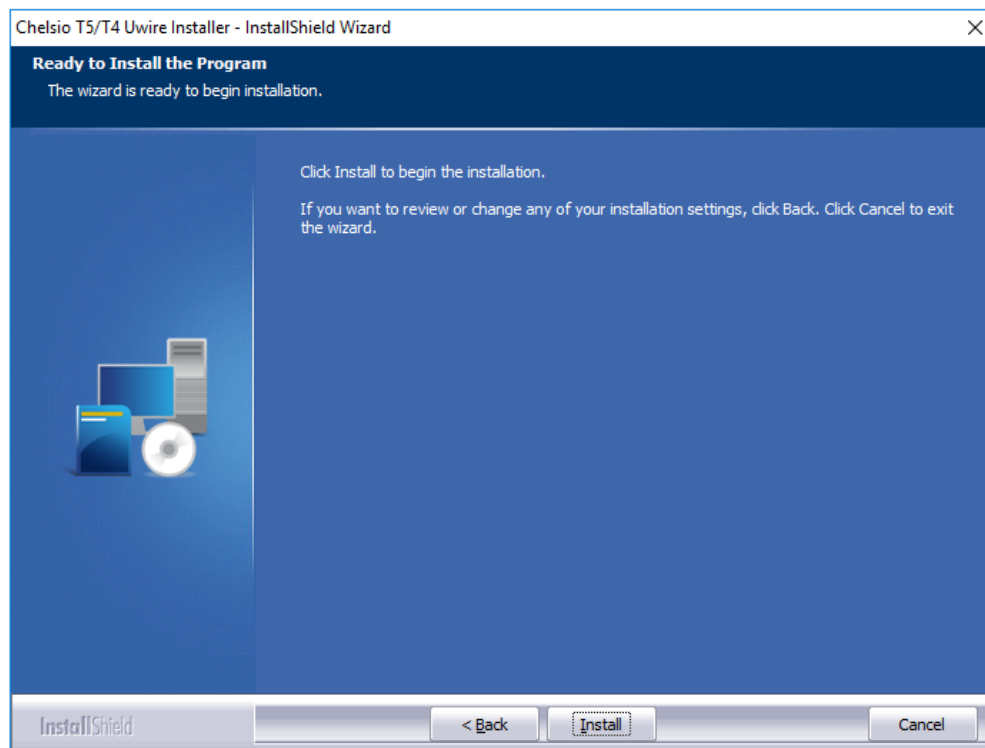 Chelsio T5/T4 Uwire Installer - InstallShield Wizard
Ready to Install the Program
The wizard is ready to begin installation.
Click Install to begin the installation.
If you want to review or change any of your installation settings, click Back. Click Cancel to exit
the wizard.
InstallShield
< Back
Install
Cancel